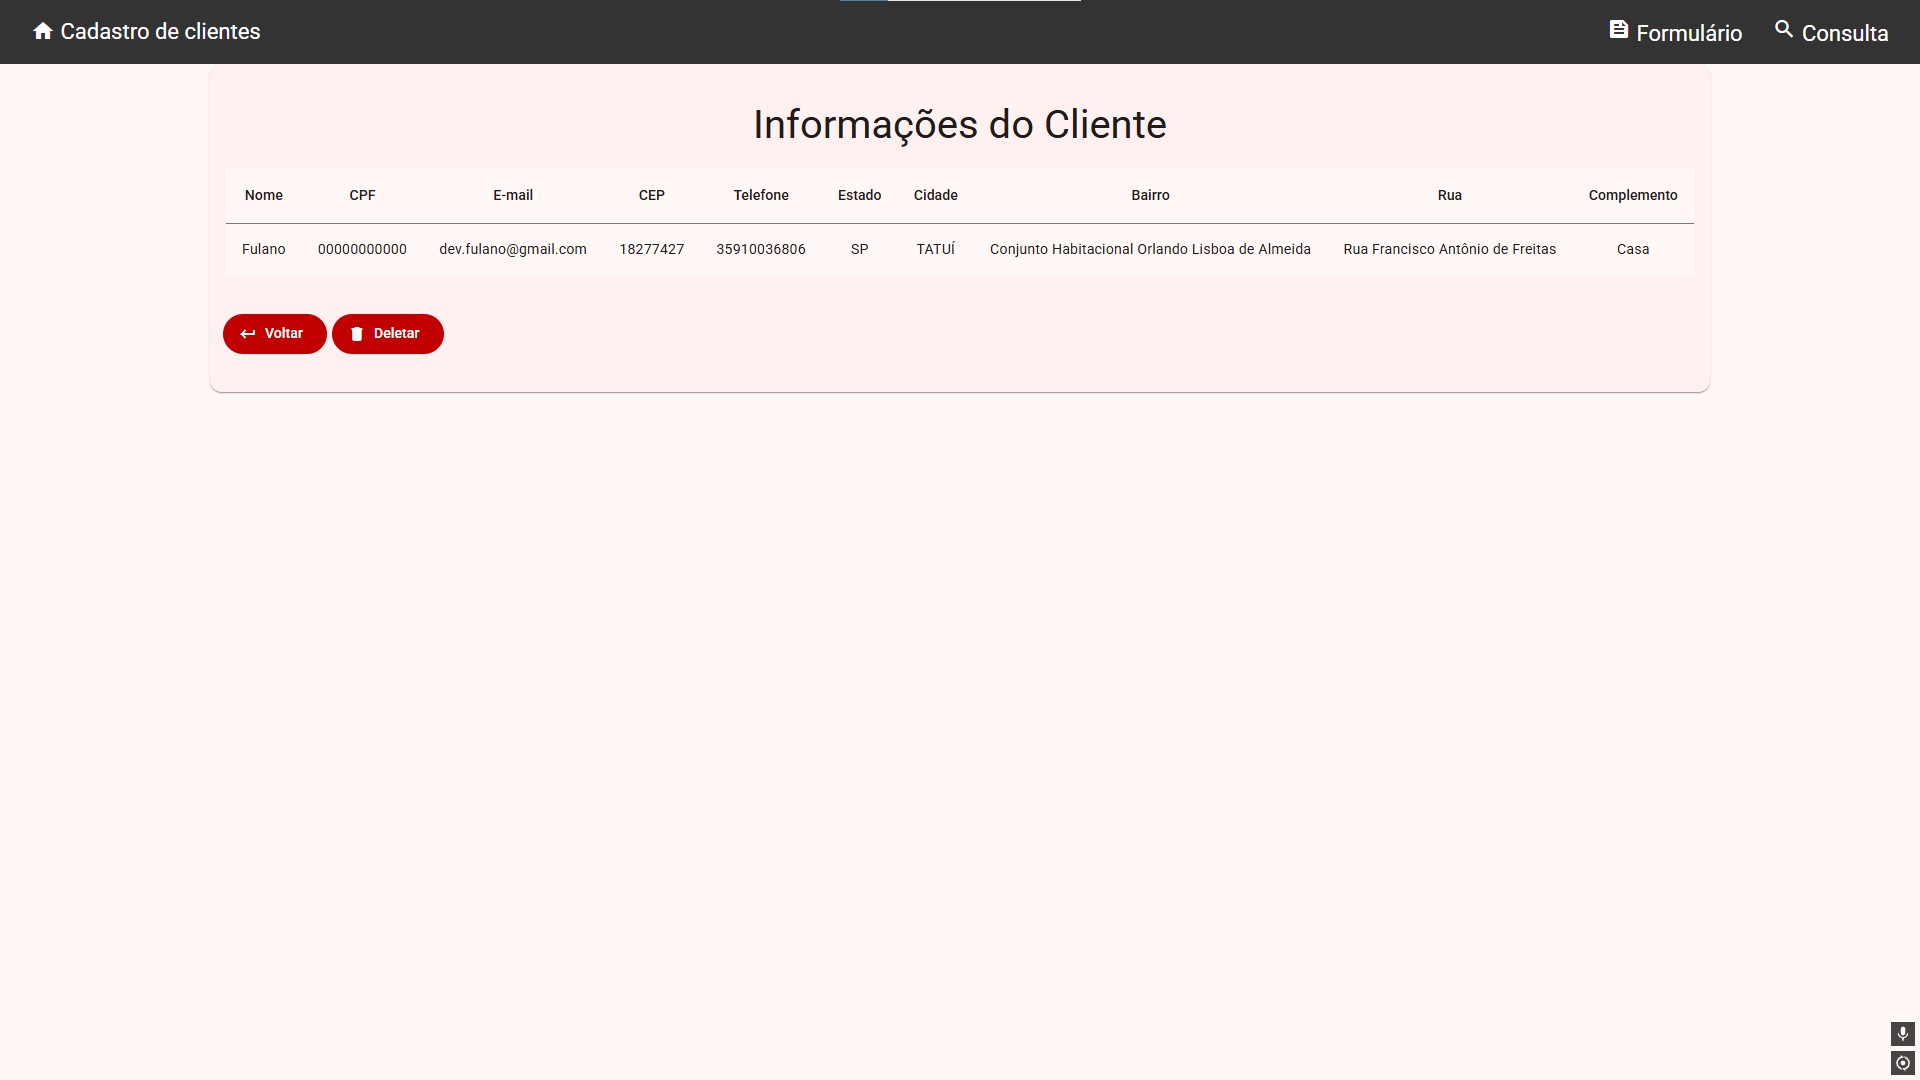 Cadastro de clientes Formulário Consulta
Informações do Cliente
Nome CPF E-mail CEP Telefone Estado Cidade Bairro Rua Complemento
Fulano 00000000000 dev.fulano@gmail.com 18277427 35910036806 SP TATUÍ Conjunto Habitacional Orlando Lisboa de Almeida Rua Francisco Antônio de Freitas Casa
Voltar Deletar